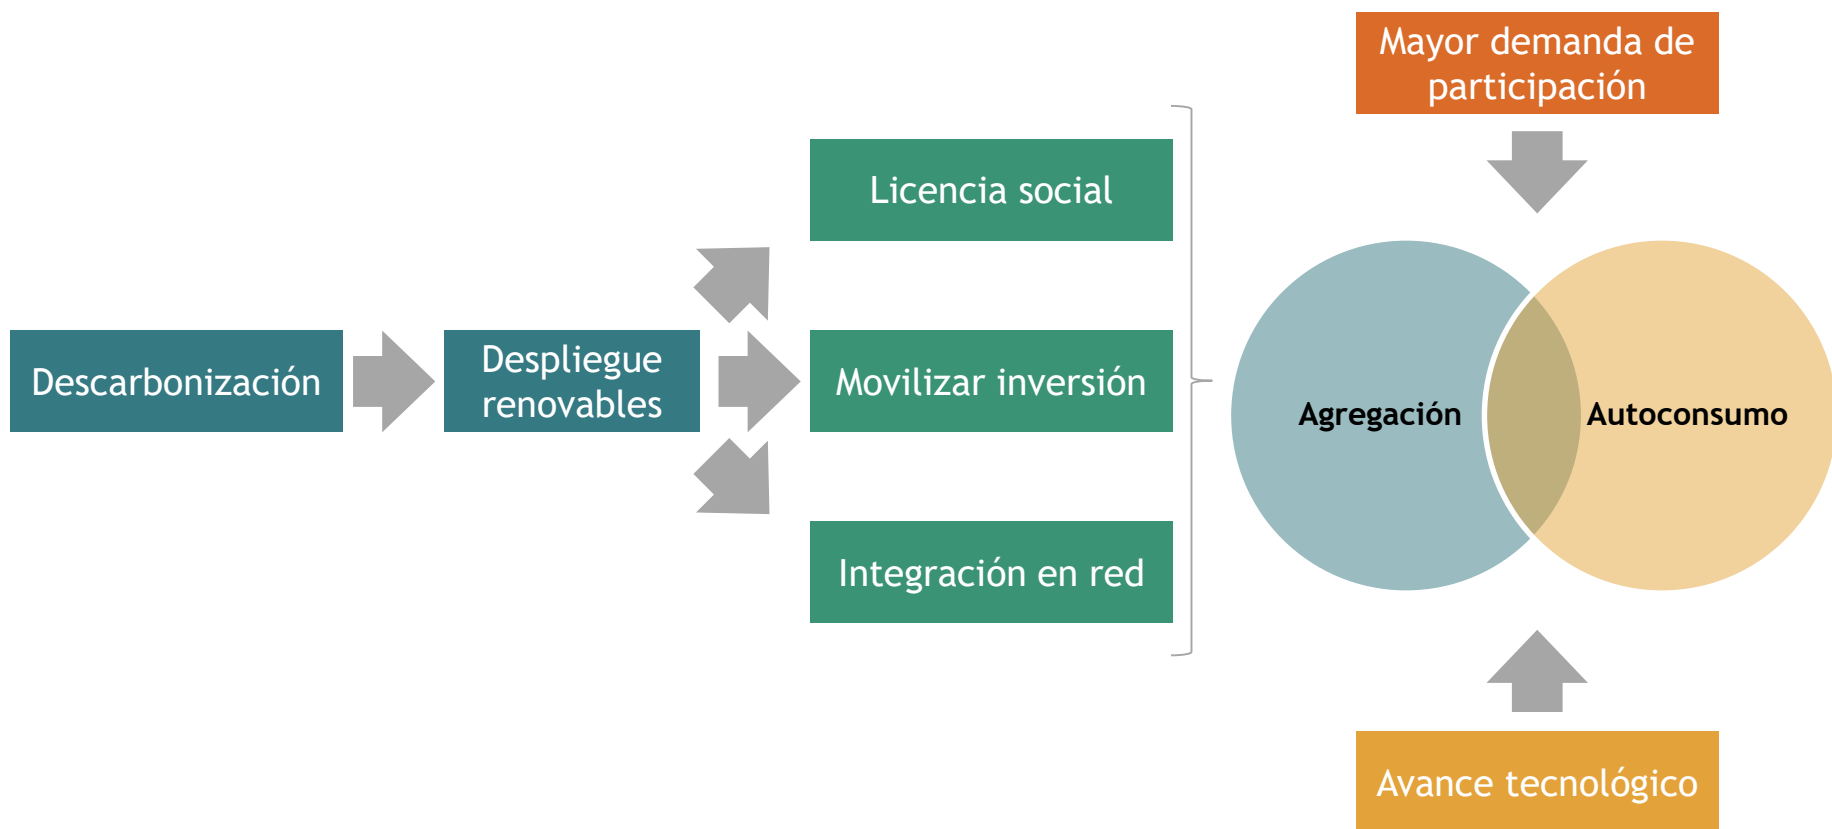 Mayor demanda de
participación
Licencia social
Descarbonización
Despliegue
renovables
Movilizar inversión
Integración en red
Agregación
Autoconsumo
Avance tecnológico